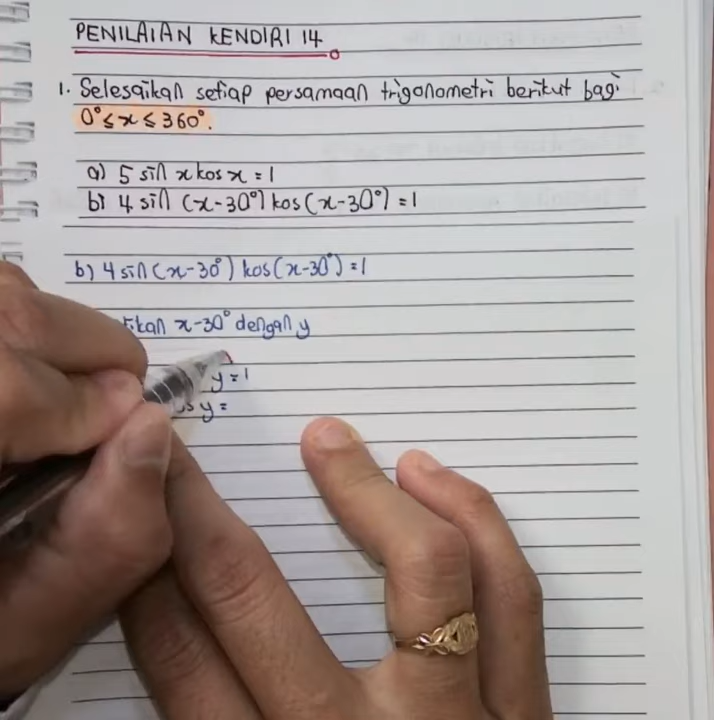 PENILAIAN KENDIRI 14
1. Selesaikan setiap persamaan trigonometri berikut bagi
0° ≤ x ≤ 360°.
a) 5 sin x kos x = 1
b) 4 sin (x-30°) kos (x-30°) = 1
b) 4 sin (x-30°) kos (x-30°) = 1
x-30° dengan y
y = 1
y =